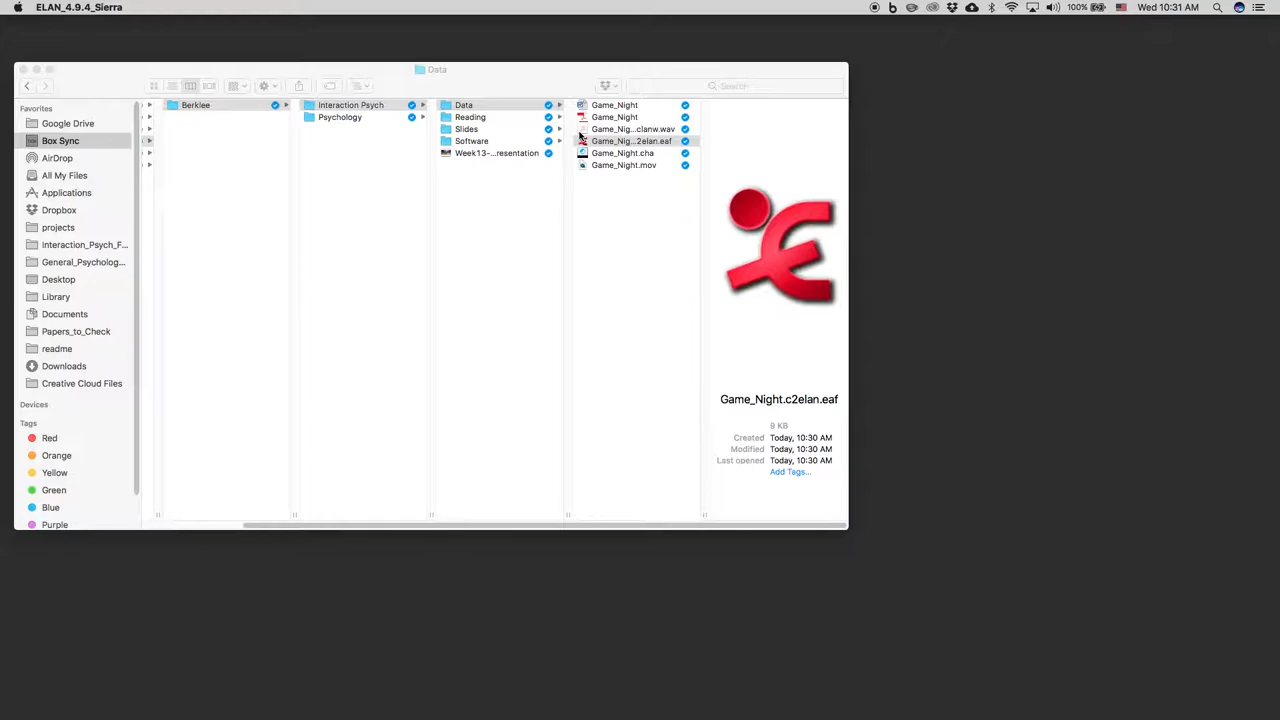 ELAN_4.9.4_Sierra
100%
Wed 10:31 AM
Data
Search
Favorites
Google Drive
Box Sync
AirDrop
All My Files
Applications
Dropbox
projects
Interaction_Psych_F...
General_Psycholog...
Desktop
Library
Documents
Papers_to_Check
readme
Downloads
Creative Cloud Files
Devices
Tags
Red
Orange
Yellow
Green
Blue
Purple
Berklee
Interaction Psych
Psychology
Data
Reading
Slides
Software
Week13-...resentation
Game_Night
Game_Night
Game_Nig...clanw.wav
Game_Nig...2elan.eaf
Game_Night.cha
Game_Night.mov
Game_Night.c2elan.eaf
9 KB
Created Today, 10:30 AM
Modified Today, 10:30 AM
Last opened Today, 10:30 AM
Add Tags...